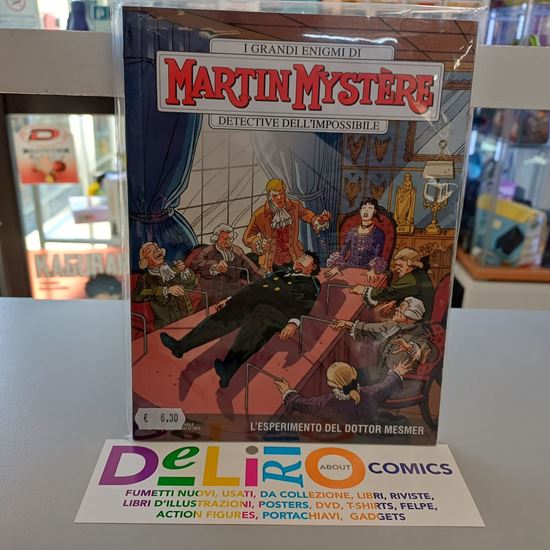 I GRANDI ENIGMI DI
MARTIN MYSTÈRE
DETECTIVE DELL'IMPOSSIBILE
€ 6.30
L'ESPERIMENTO DEL DOTTOR MESMER
DeLiRiO ABOUT COMICS
FUMETTI NUOVI, USATI, DA COLLEZIONE, LIBRI, RIVISTE,
LIBRI D'ILLUSTRAZIONI, POSTERS, DVD, T-SHIRTS, FELPE,
ACTION FIGURES, PORTACHIAVI, GADGETS